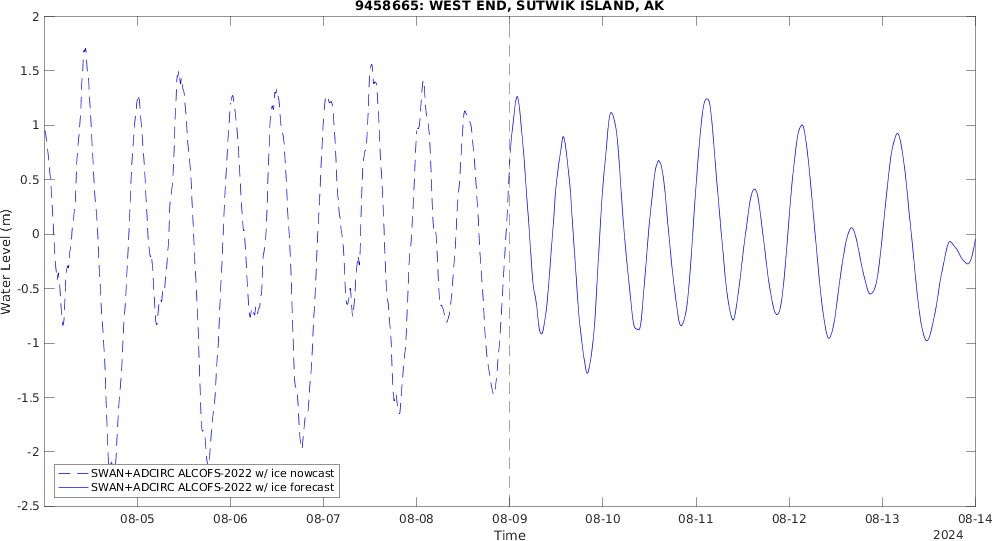 9458665: WEST END, SUTWIK ISLAND, AK
2
1.5
1
0.5
0
-0.5
-1
-1.5
-2
-2.5
Water Level (m)
SWAN+ADCIRC ALCOFS-2022 w/ ice nowcast
SWAN+ADCIRC ALCOFS-2022 w/ ice forecast
08-05 08-06 08-07 08-08 08-09 08-10 08-11 08-12 08-13 08-14
Time
2024